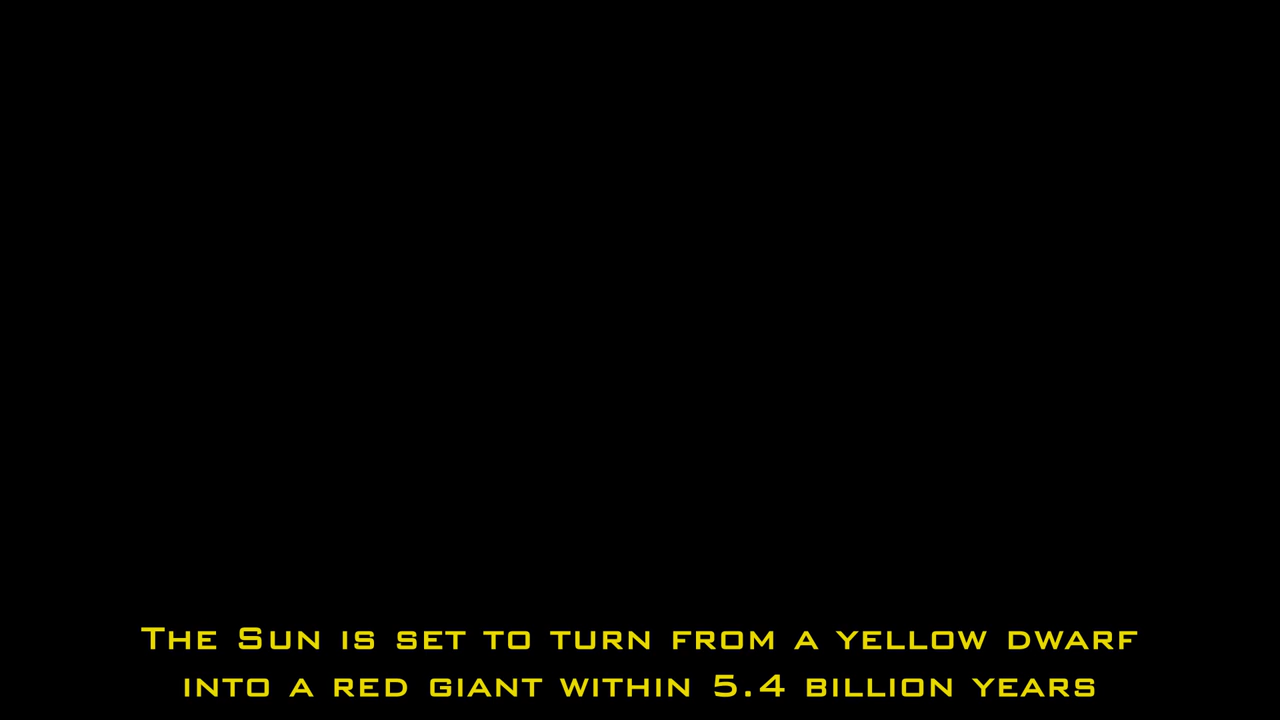 The Sun is set to turn from a yellow dwarf
into a red giant within 5.4 billion years